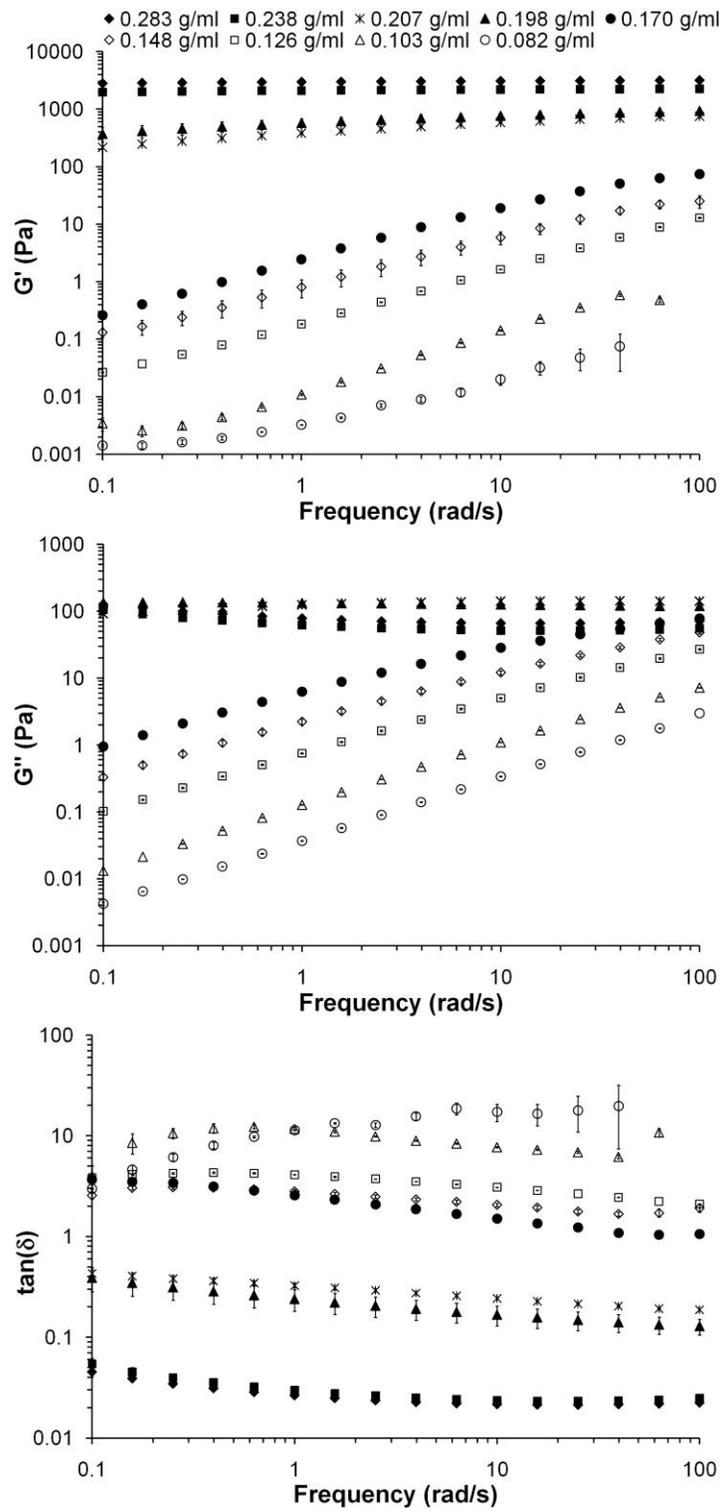 0.283 g/ml 0.238 g/ml 0.207 g/ml 0.198 g/ml 0.170 g/ml
0.148 g/ml 0.126 g/ml 0.103 g/ml 0.082 g/ml
10000
1000
100
10
1
0.1
0.01
0.001
G' (Pa)
0.1 1 10 100
Frequency (rad/s)
1000
100
10
1
0.1
0.01
0.001
G'' (Pa)
0.1 1 10 100
Frequency (rad/s)
100
10
1
0.1
0.01
tan(δ)
0.1 1 10 100
Frequency (rad/s)